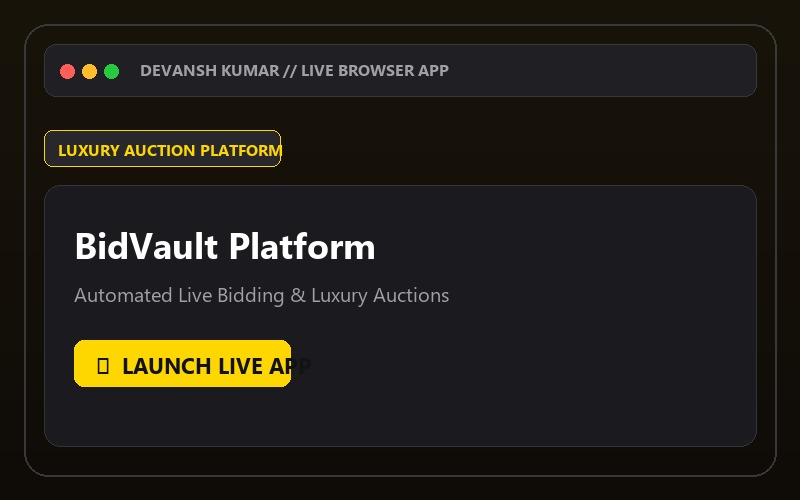 DEVANSH KUMAR // LIVE BROWSER APP
LUXURY AUCTION PLATFORM
BidVault Platform
Automated Live Bidding & Luxury Auctions
LAUNCH LIVE APP